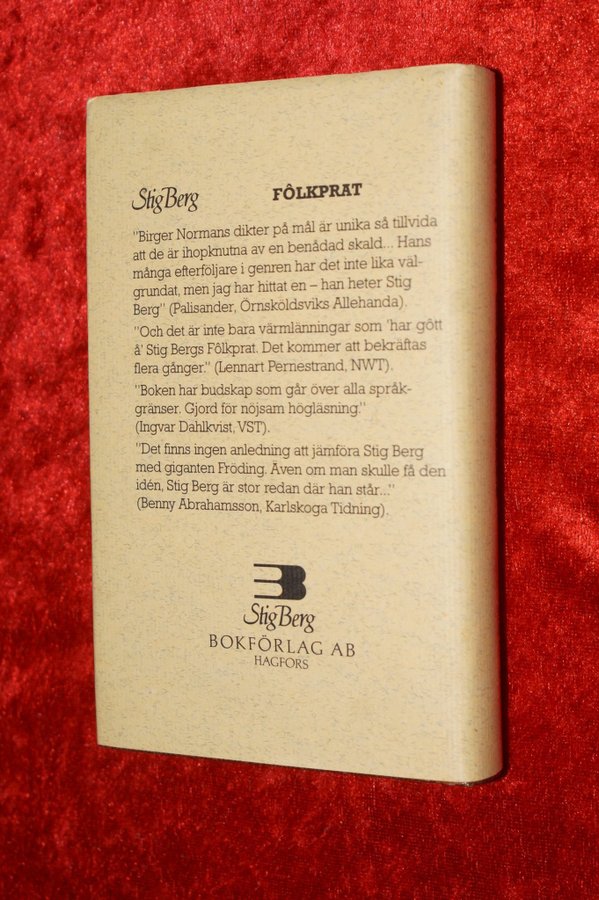 Stig Berg FÔLKPRAT
"Birger Normans dikter på mål är unika så tillvida
att de är ihopknutna av en benådad skald... Hans
många efterföljare i genren har det inte lika väl-
grundat, men jag har hittat en – han heter Stig
Berg" (Palisander, Örnsköldsviks Allehanda).
"Och det är inte bara värmlänningar som 'har gôtt
å' Stig Bergs Fôlkprat. Det kommer att bekräftas
flera gånger." (Lennart Pernestrand, NWT).
"Boken har budskap som går över alla språk-
gränser. Gjord för nöjsam högläsning."
(Ingvar Dahlkvist, VST).
"Det finns ingen anledning att jämföra Stig Berg
med giganten Fröding. Även om man skulle få den
idén, Stig Berg är stor redan där han står..."
(Benny Abrahamsson, Karlskoga Tidning).
Stig Berg
BOKFÖRLAG AB
HAGFORS